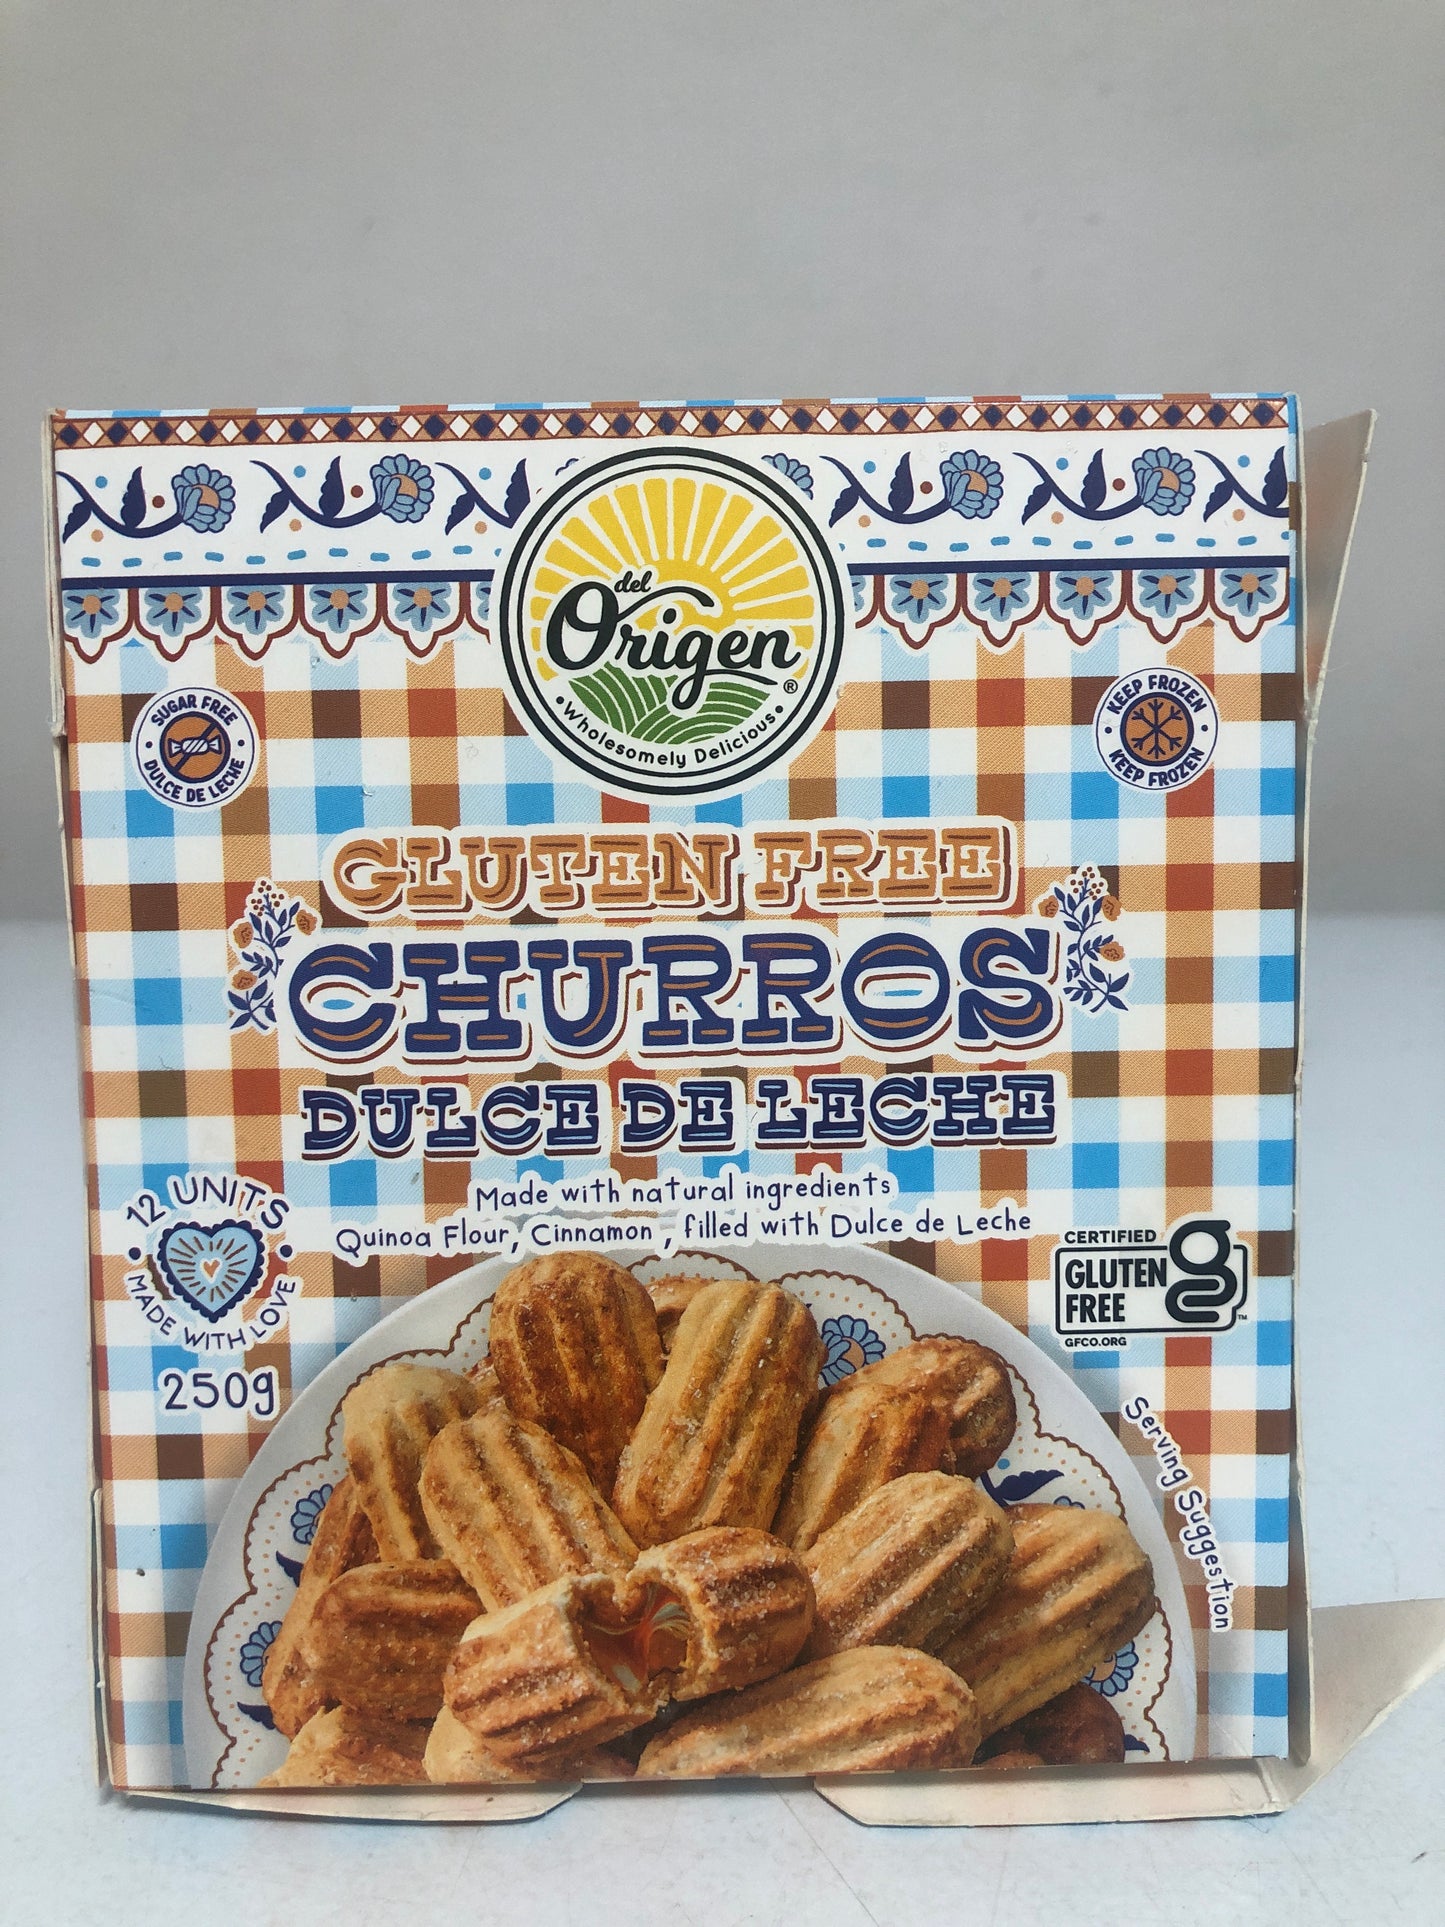 del
Origen
®
• Wholesomely Delicious •
SUGAR FREE
• DULCE DE LECHE •
KEEP FROZEN
• KEEP FROZEN •
GLUTEN FREE
CHURROS
DULCE DE LECHE
Made with natural ingredients
Quinoa Flour, Cinnamon , filled with Dulce de Leche
12 UNITS
• MADE WITH LOVE •
250g
CERTIFIED
GLUTEN
FREE
g
™
GFCO.ORG
Serving Suggestion